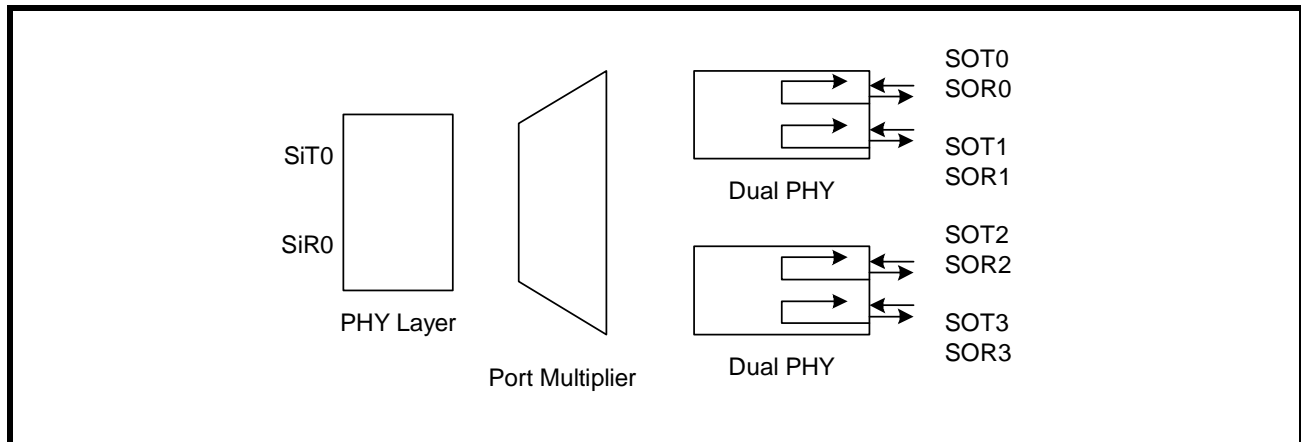 SiT0
SiR0
PHY Layer
Port Multiplier
Dual PHY
Dual PHY
SOT0
SOR0
SOT1
SOR1
SOT2
SOR2
SOT3
SOR3